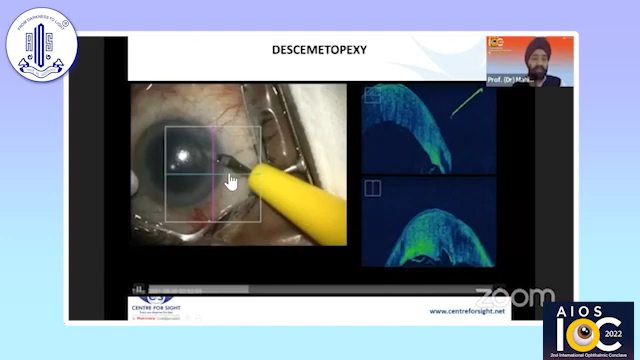 FROM DARKNESS TO LIGHT
DESCEMETOPEXY
IOC
Prof. (Dr) Mahi
CS
CENTRE FOR SIGHT
www.centreforsight.net
zoom
AIOS
IOC
2022
2nd International Ophthalmic Conclave